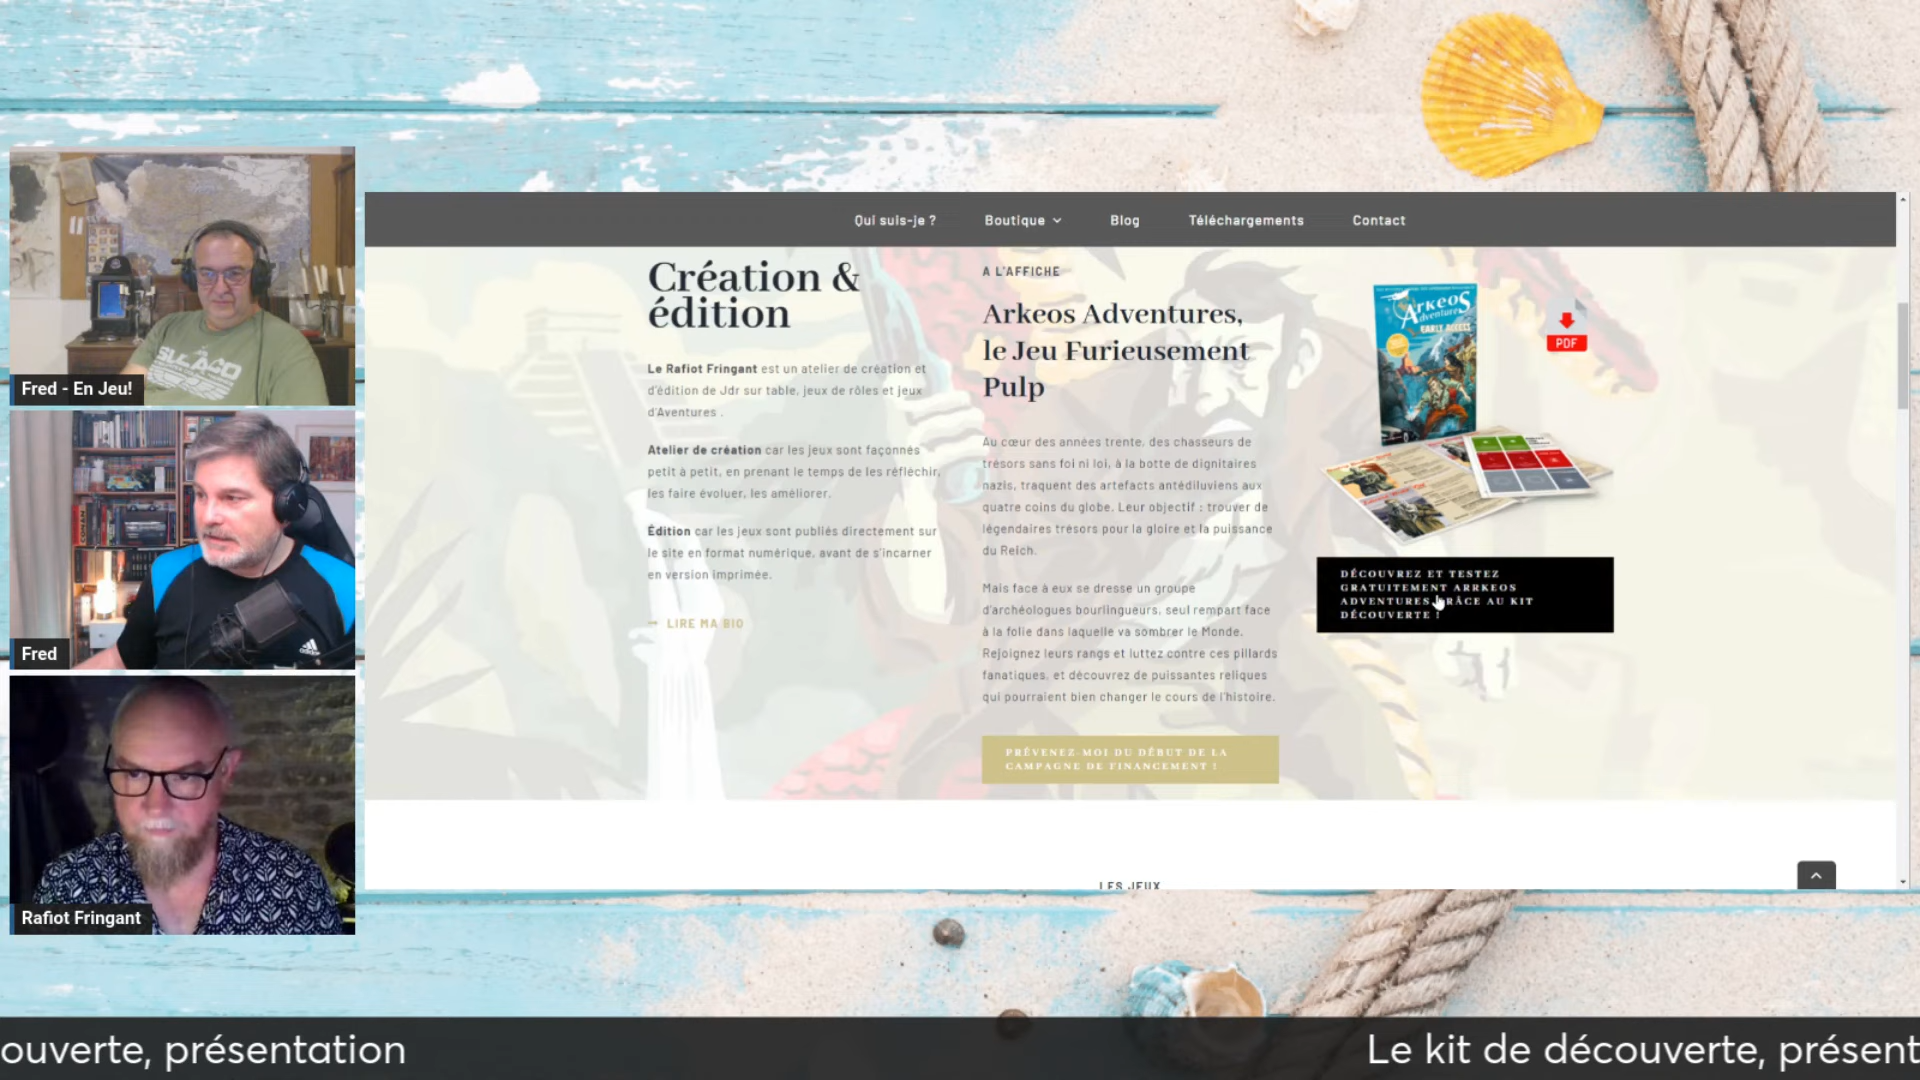 Qui suis-je ?
Boutique
Blog
Téléchargements
Contact
Création &
édition
Le Rafiot Fringant est un atelier de création et
d'édition de Jdr sur table, jeux de rôles et jeux
d'Aventures .
Atelier de création car les jeux sont façonnés
petit à petit, en prenant le temps de les réfléchir,
les faire évoluer, les améliorer.
Édition car les jeux sont publiés directement sur
le site en format numérique, avant de s'incarner
en version imprimée.
LIRE MA BIO
A L'AFFICHE
Arkeos Adventures,
le Jeu Furieusement
Pulp
Au cœur des années trente, des chasseurs de
trésors sans foi ni loi, à la botte de dignitaires
nazis, traquent des artefacts antédiluviens aux
quatre coins du globe. Leur objectif : trouver de
légendaires trésors pour la gloire et la puissance
du Reich.
Mais face à eux se dresse un groupe
d'archéologues bourlingueurs, seul rempart face
à la folie dans laquelle va sombrer le Monde.
Rejoignez leurs rangs et luttez contre ces pillards
fanatiques, et découvrez de puissantes reliques
qui pourraient bien changer le cours de l'histoire.
PRÉVENEZ-MOI DU DÉBUT DE LA
CAMPAGNE DE FINANCEMENT !
Arkeos
Adventures
EARLY ACCESS
PDF
DÉCOUVREZ ET TESTEZ
GRATUITEMENT ARRKEOS
ADVENTURES GRÂCE AU KIT
DÉCOUVERTE !
LES JEUX
SULACO
Fred - En Jeu!
CONAN
adidas
Fred
Rafiot Fringant
ouverte, présentation
Le kit de découverte, présent